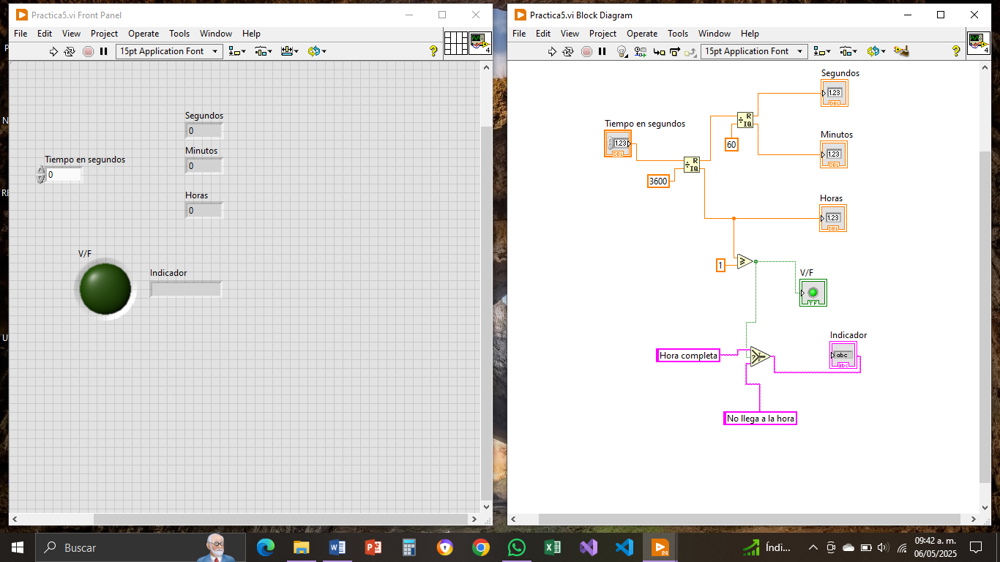 Practica5.vi Front Panel
File Edit View Project Operate Tools Window Help
15pt Application Font
? 4
Segundos
0
Minutos
0
Tiempo en segundos
0
Horas
0
V/F
Indicador
Practica5.vi Block Diagram
File Edit View Project Operate Tools Window Help
15pt Application Font
? 4
Segundos
1.23
DBL
Tiempo en segundos
1.23
DBL
R
IQ
60
Minutos
1.23
DBL
R
IQ
3600
Horas
1.23
DBL
1
≥
V/F
TF
Indicador
abc
abc
Hora completa
? T F
No llega a la hora
Buscar
24
Índi...
09:42 a. m.
06/05/2025